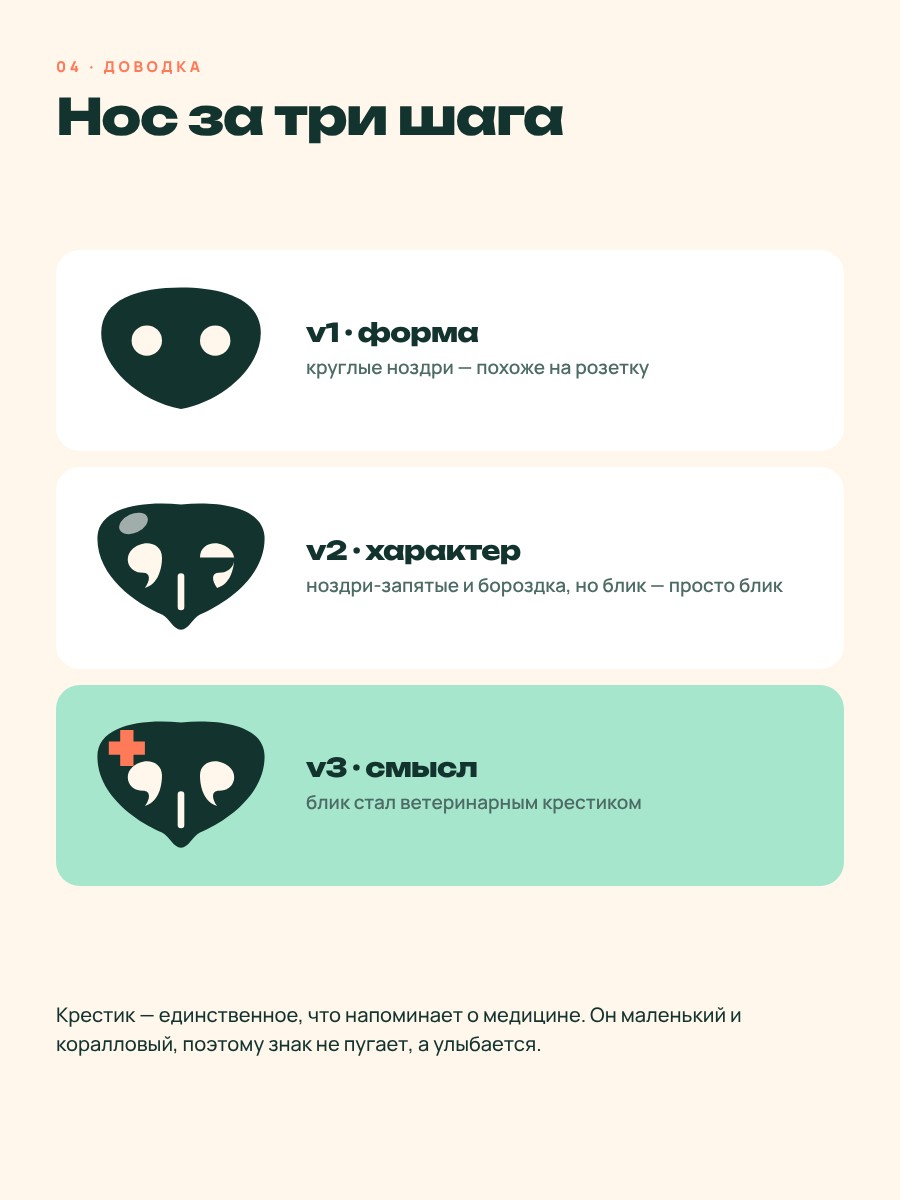 04 · ДОВОДКА
Нос за три шага
v1 · форма
круглые ноздри — похоже на розетку
v2 · характер
ноздри-запятые и бороздка, но блик — просто блик
v3 · смысл
блик стал ветеринарным крестиком
Крестик — единственное, что напоминает о медицине. Он маленький и
коралловый, поэтому знак не пугает, а улыбается.